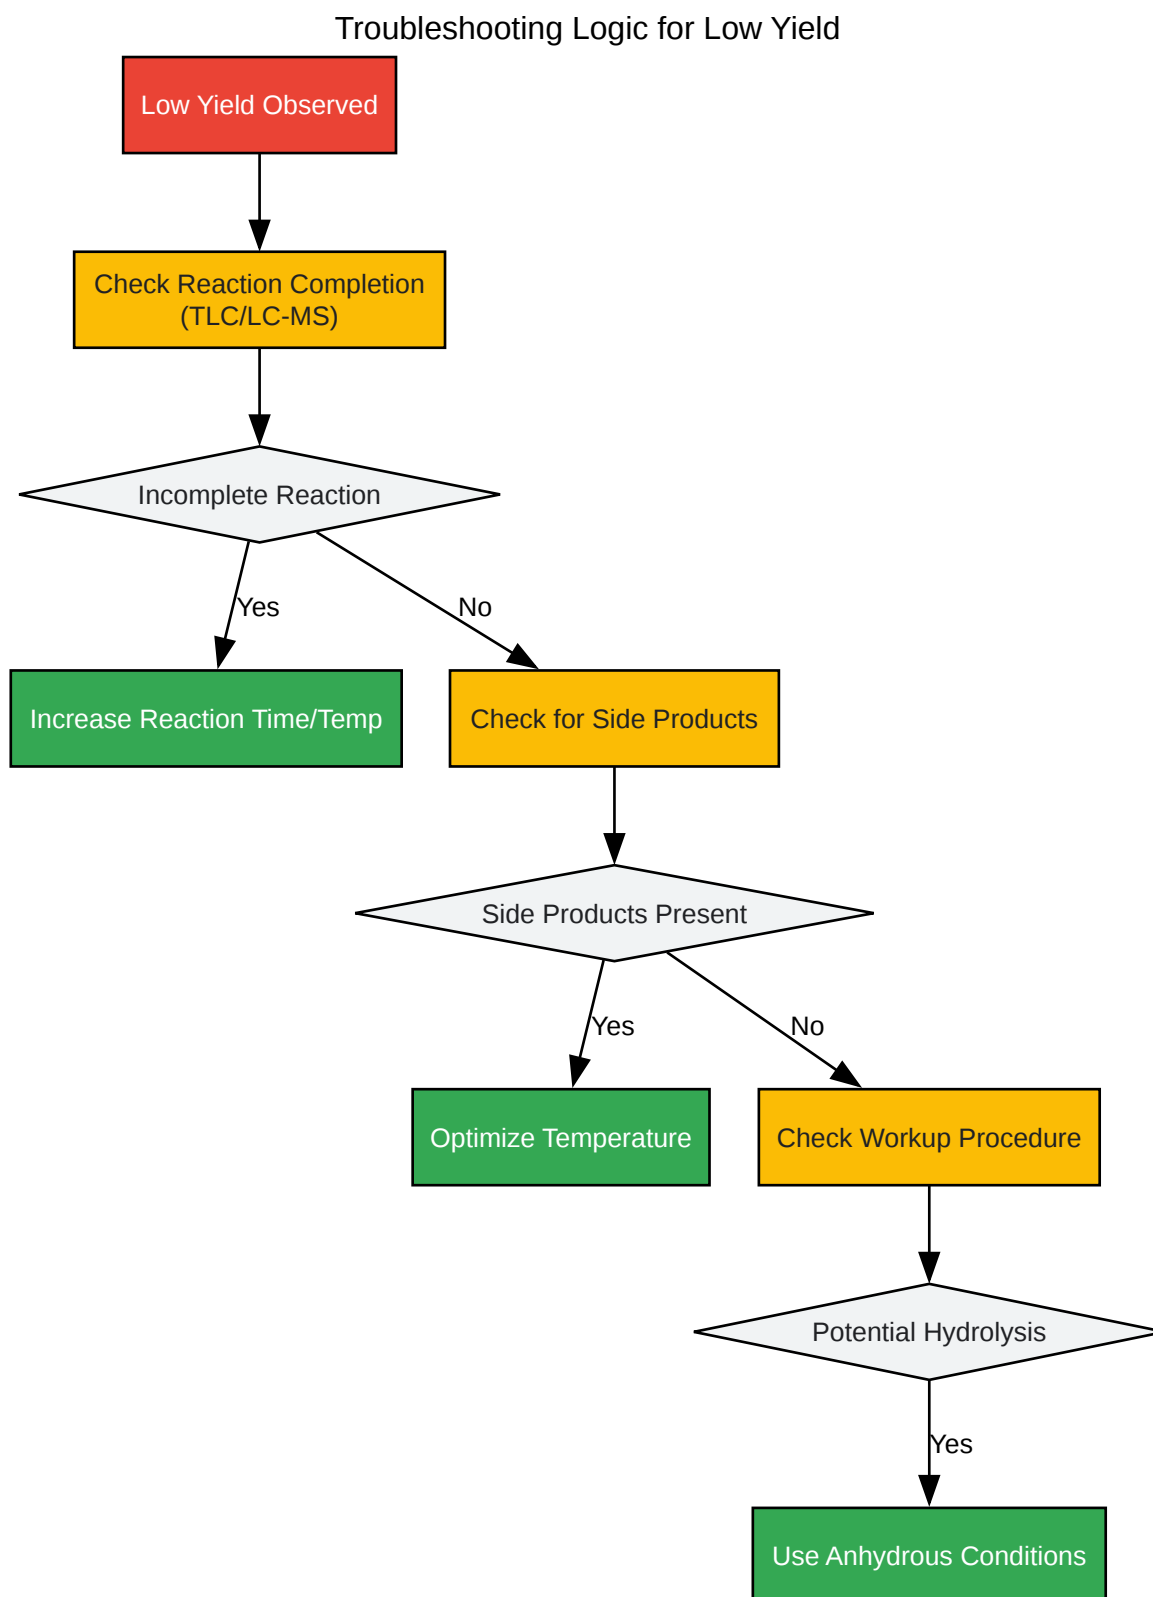 Troubleshooting Logic for Low Yield
Low Yield Observed
Check Reaction Completion
(TLC/LC-MS)
Incomplete Reaction
Yes
No
Increase Reaction Time/Temp
Check for Side Products
Side Products Present
Yes
No
Optimize Temperature
Check Workup Procedure
Potential Hydrolysis
Yes
Use Anhydrous Conditions